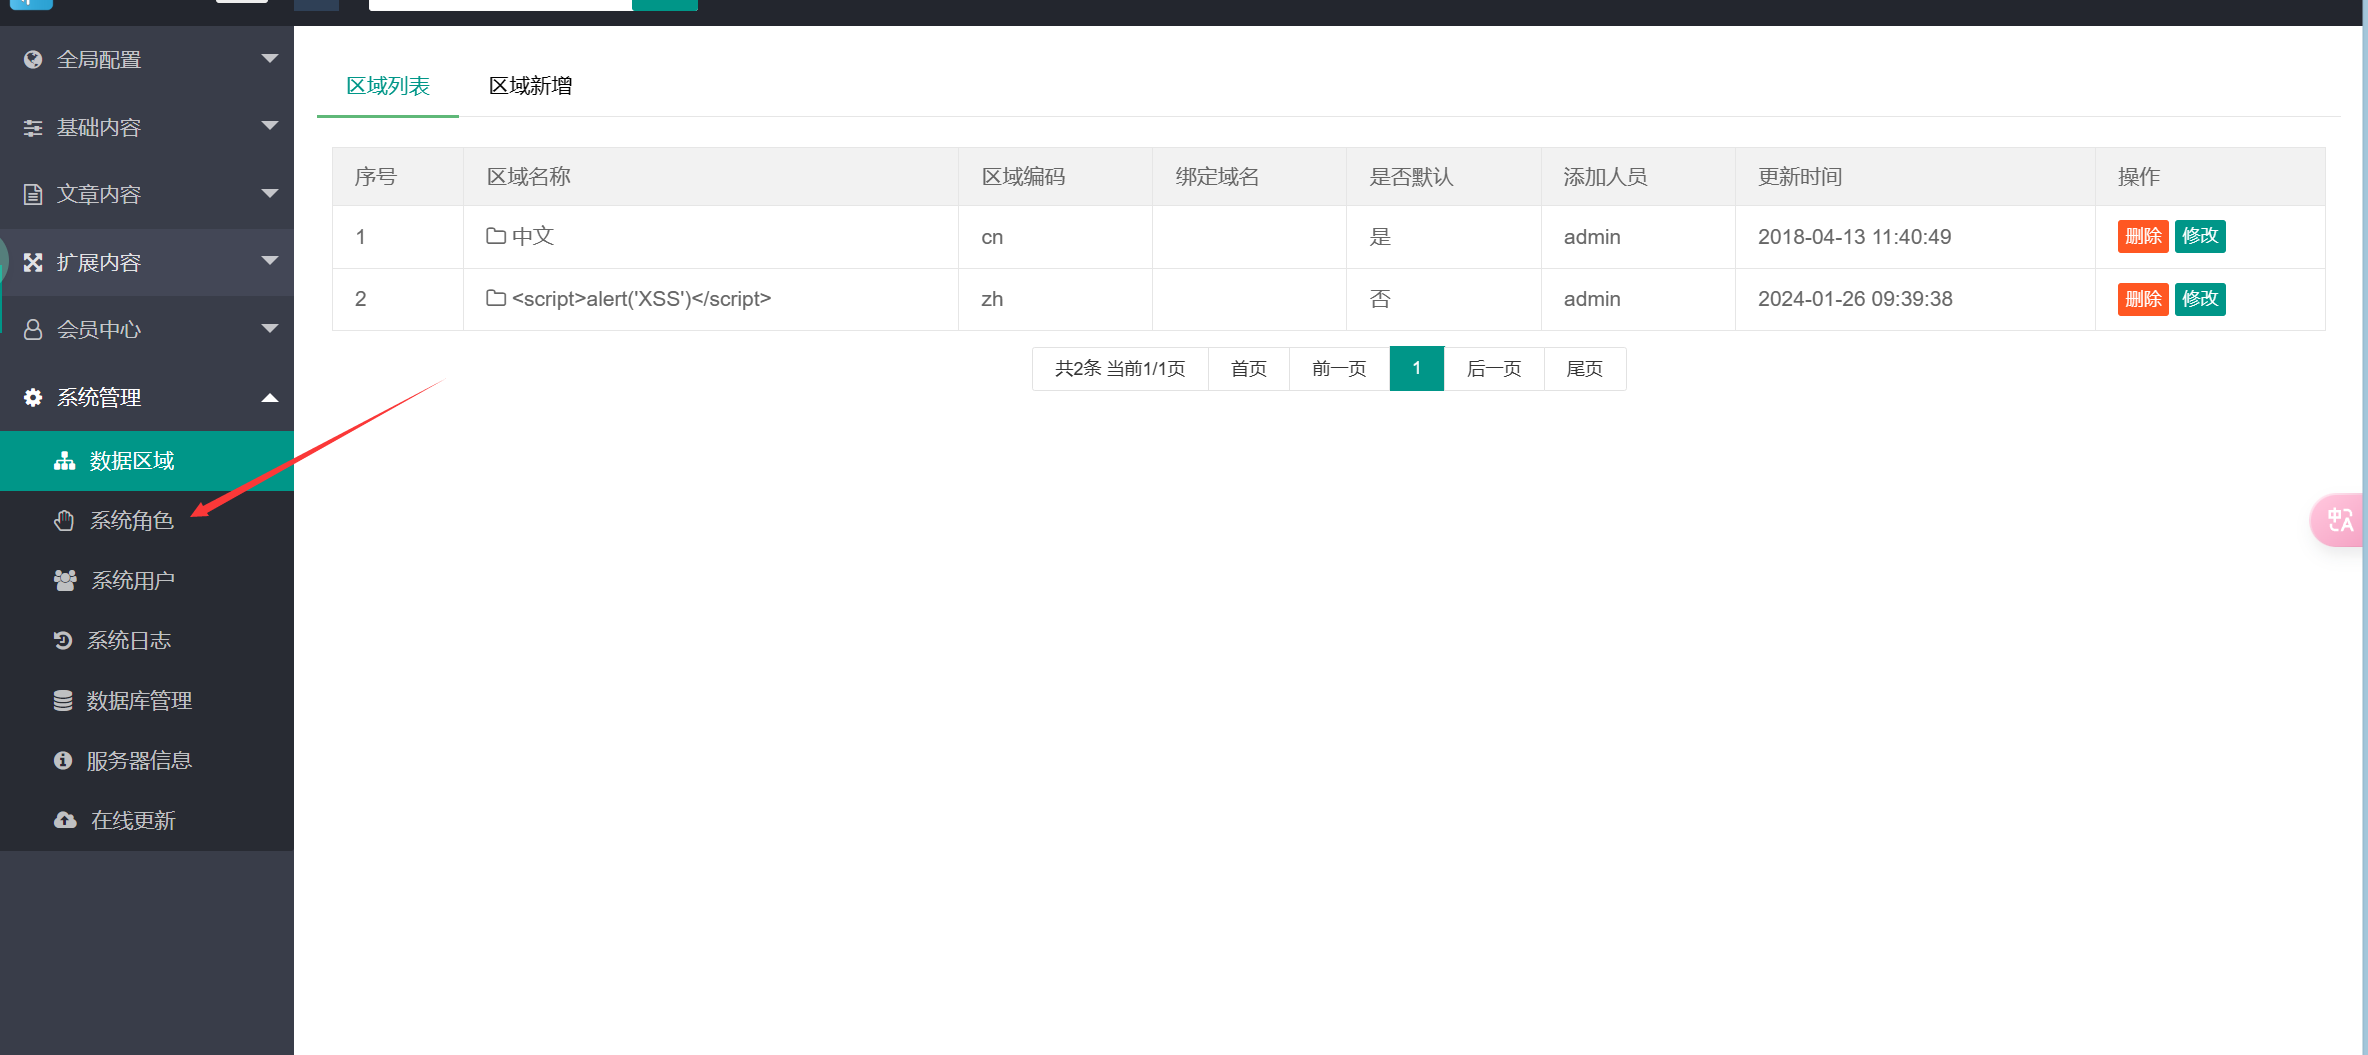 全局配置
基础内容
文章内容
扩展内容
会员中心
系统管理
数据区域
系统角色
系统用户
系统日志
数据库管理
服务器信息
在线更新
区域列表 区域新增
序号 区域名称 区域编码 绑定域名 是否默认 添加人员 更新时间 操作
1 中文 cn 是 admin 2018-04-13 11:40:49 删除 修改
2 <script>alert('XSS')</script> zh 否 admin 2024-01-26 09:39:38 删除 修改
共2条 当前1/1页 首页 前一页 1 后一页 尾页
中A